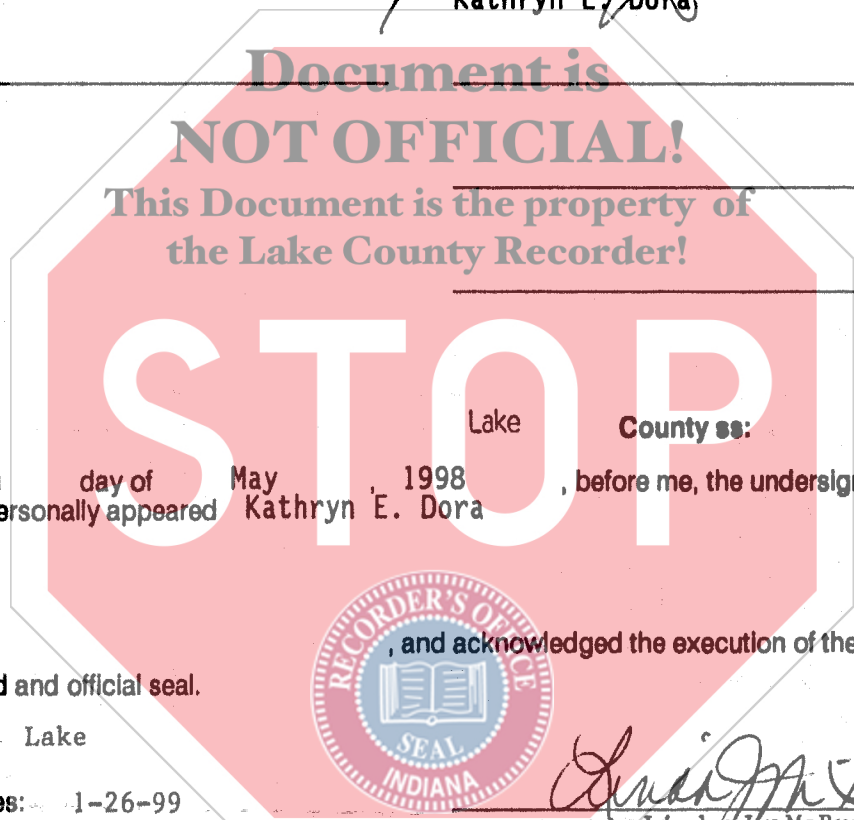 Kathryn E. Dora
Document is
NOT OFFICIAL!
This Document is the property of
the Lake County Recorder!
STOP
Lake County ss:
day of May , 1998 , before me, the undersign
ersonally appeared Kathryn E. Dora
, and acknowledged the execution of the
d and official seal.
RECORDER'S OFFICE
SEAL
INDIANA
Lake
es: 1-26-99